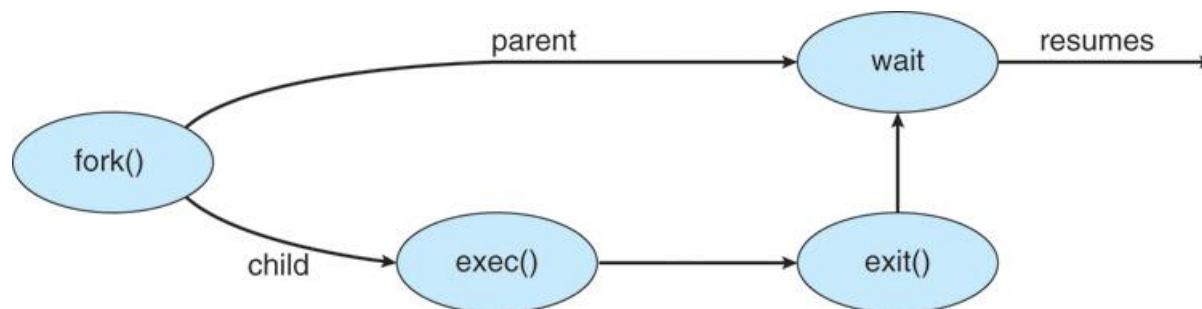 parent
wait
resumes
fork()
child
exec()
exit()